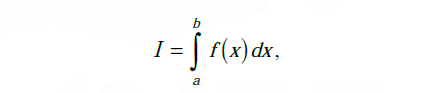 I = ∫_a^b f(x) dx,